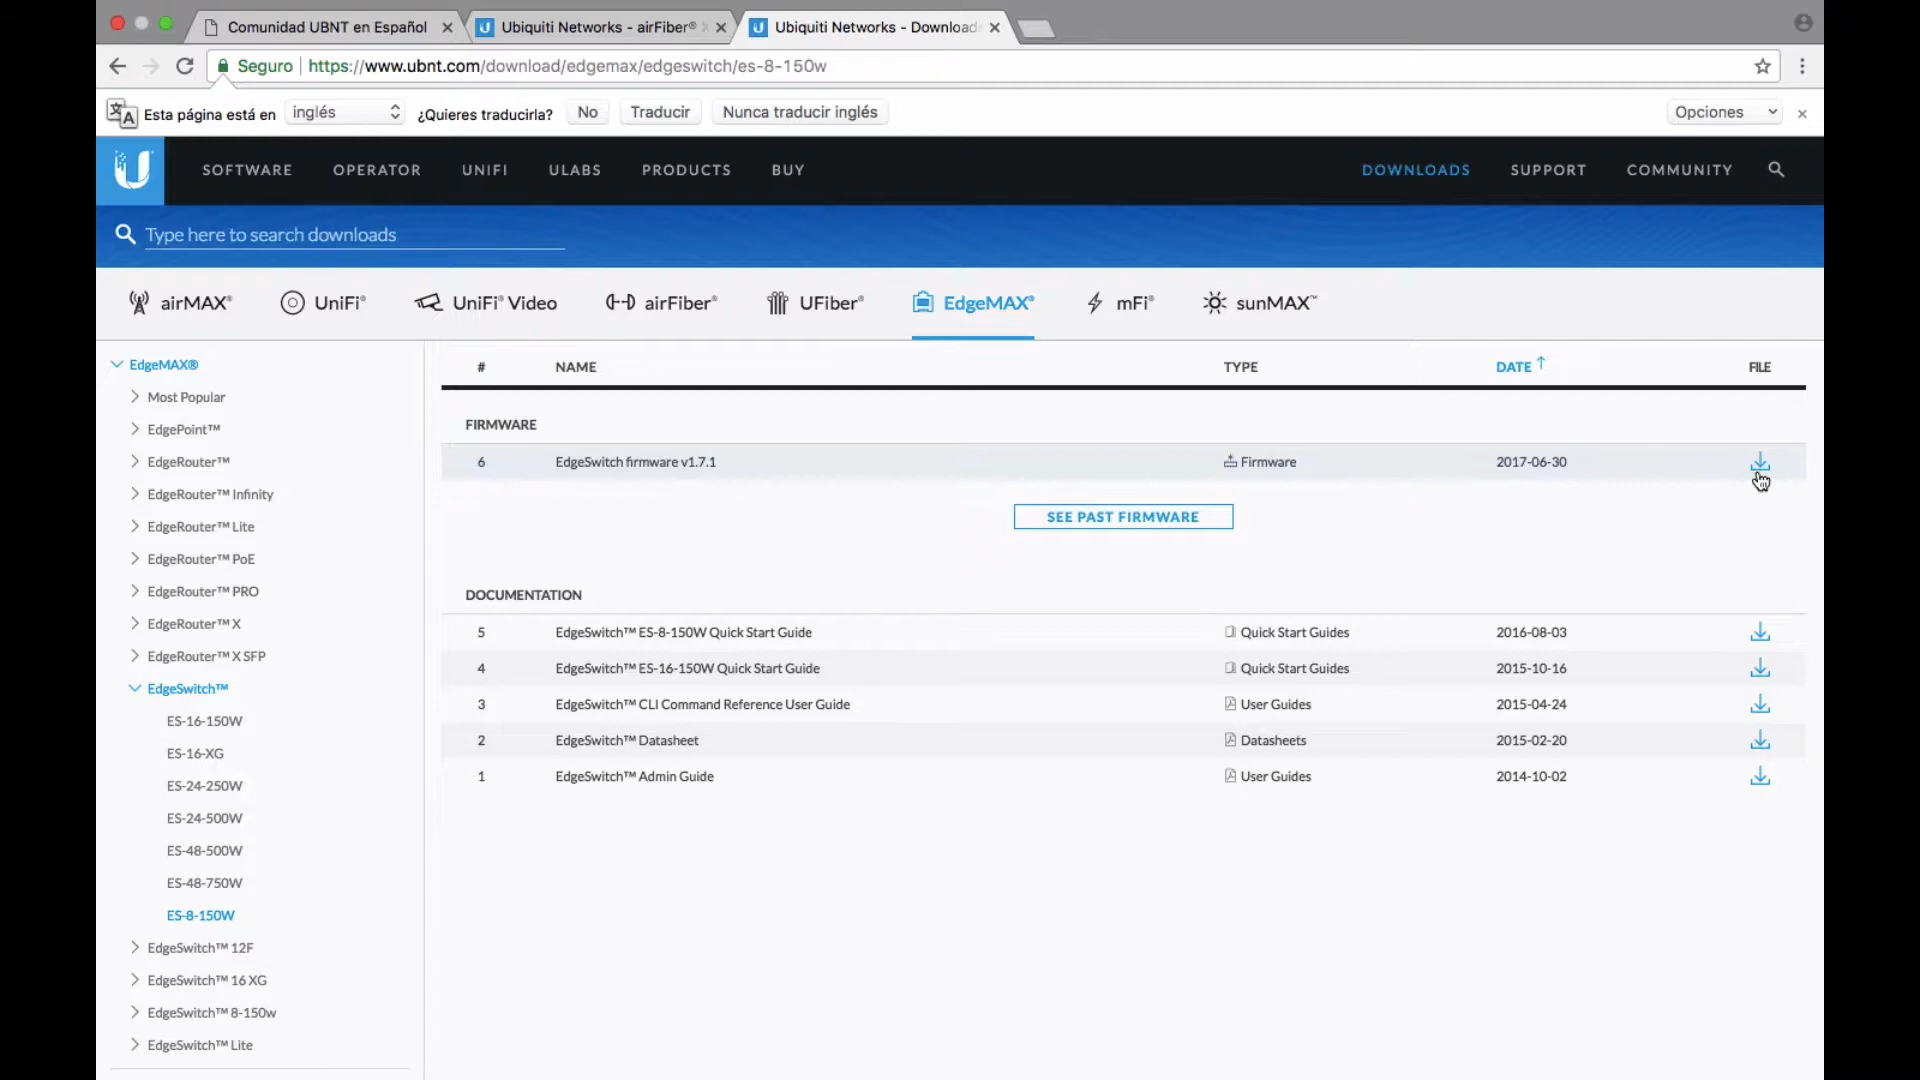 Comunidad UBNT en Español
Ubiquiti Networks - airFiber®
Ubiquiti Networks - Download
Seguro https://www.ubnt.com/download/edgemax/edgeswitch/es-8-150w
Esta página está en inglés ¿Quieres traducirla? No Traducir Nunca traducir inglés Opciones
SOFTWARE OPERATOR UNIFI ULABS PRODUCTS BUY DOWNLOADS SUPPORT COMMUNITY
Type here to search downloads
airMAX® UniFi® UniFi® Video airFiber® UFiber® EdgeMAX® mFi® sunMAX™
EdgeMAX®
Most Popular
EdgePoint™
EdgeRouter™
EdgeRouter™ Infinity
EdgeRouter™ Lite
EdgeRouter™ PoE
EdgeRouter™ PRO
EdgeRouter™ X
EdgeRouter™ X SFP
EdgeSwitch™
ES-16-150W
ES-16-XG
ES-24-250W
ES-24-500W
ES-48-500W
ES-48-750W
ES-8-150W
EdgeSwitch™ 12F
EdgeSwitch™ 16 XG
EdgeSwitch™ 8-150w
EdgeSwitch™ Lite
# NAME TYPE DATE ↑ FILE
FIRMWARE
6 EdgeSwitch firmware v1.7.1 Firmware 2017-06-30
SEE PAST FIRMWARE
DOCUMENTATION
5 EdgeSwitch™ ES-8-150W Quick Start Guide Quick Start Guides 2016-08-03
4 EdgeSwitch™ ES-16-150W Quick Start Guide Quick Start Guides 2015-10-16
3 EdgeSwitch™ CLI Command Reference User Guide User Guides 2015-04-24
2 EdgeSwitch™ Datasheet Datasheets 2015-02-20
1 EdgeSwitch™ Admin Guide User Guides 2014-10-02